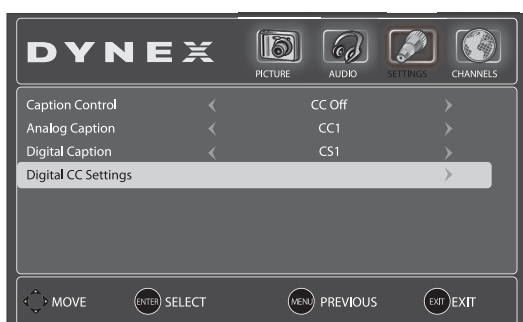 DYNEX
PICTURE AUDIO SETTINGS CHANNELS
Caption Control CC Off
Analog Caption CC1
Digital Caption CS1
Digital CC Settings
MOVE ENTER SELECT MENU PREVIOUS EXIT EXIT